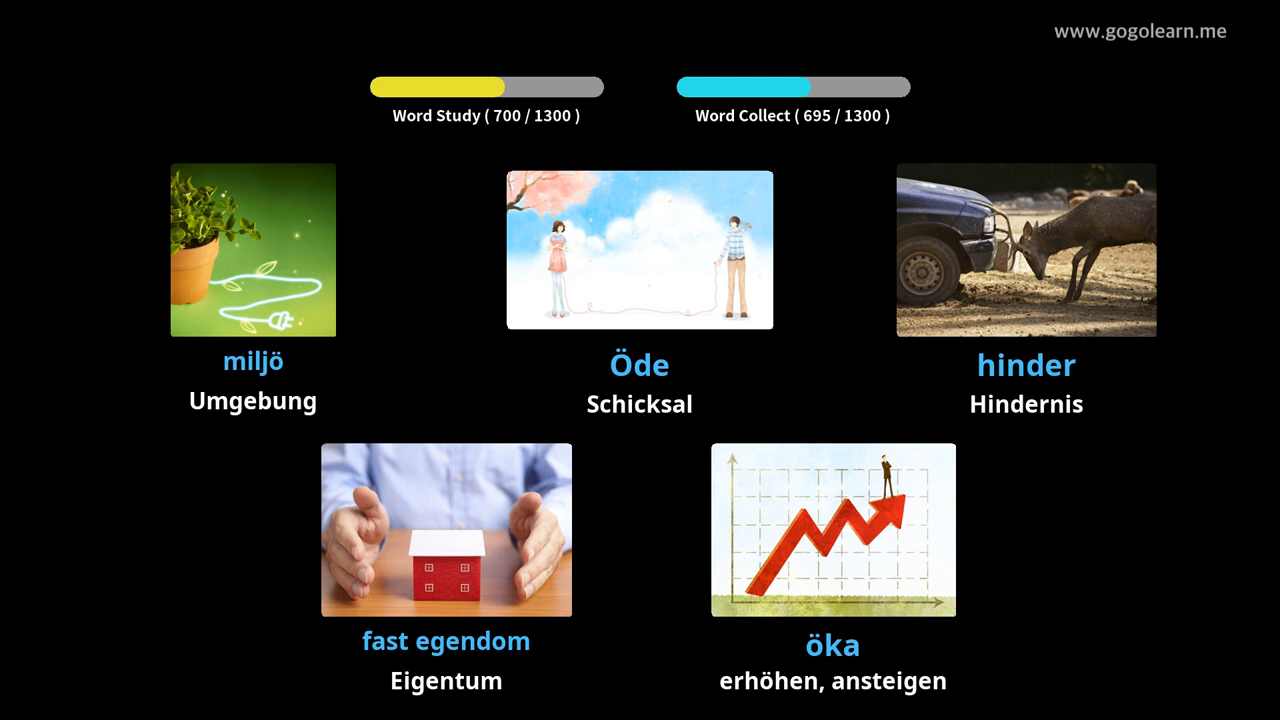 www.gogolearn.me
Word Study ( 700 / 1300 )
Word Collect ( 695 / 1300 )
miljö
Umgebung
Öde
Schicksal
hinder
Hindernis
fast egendom
Eigentum
öka
erhöhen, ansteigen